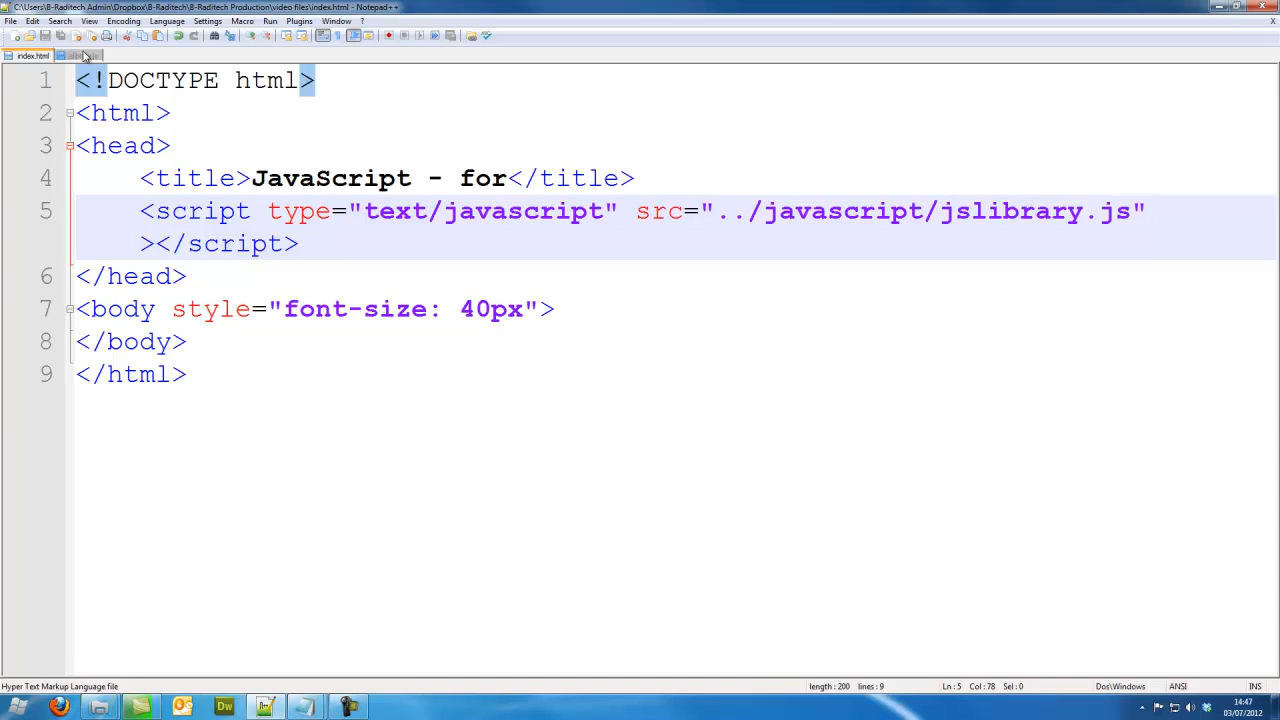 C:\Users\B-Raditech Admin\Dropbox\B-Raditech\B-Raditech Production\video files\index.html - Notepad++
File Edit Search View Encoding Language Settings Macro Run Plugins Window ? X
index.html
1 <!DOCTYPE html>
2 <html>
3 <head>
4 <title>JavaScript - for</title>
5 <script type="text/javascript" src="../javascript/jslibrary.js"
></script>
6 </head>
7 <body style="font-size: 40px">
8 </body>
9 </html>
Hyper Text Markup Language file length : 200 lines : 9 Ln : 5 Col : 78 Sel : 0 Dos\Windows ANSI INS
Dw 14:47
03/07/2012